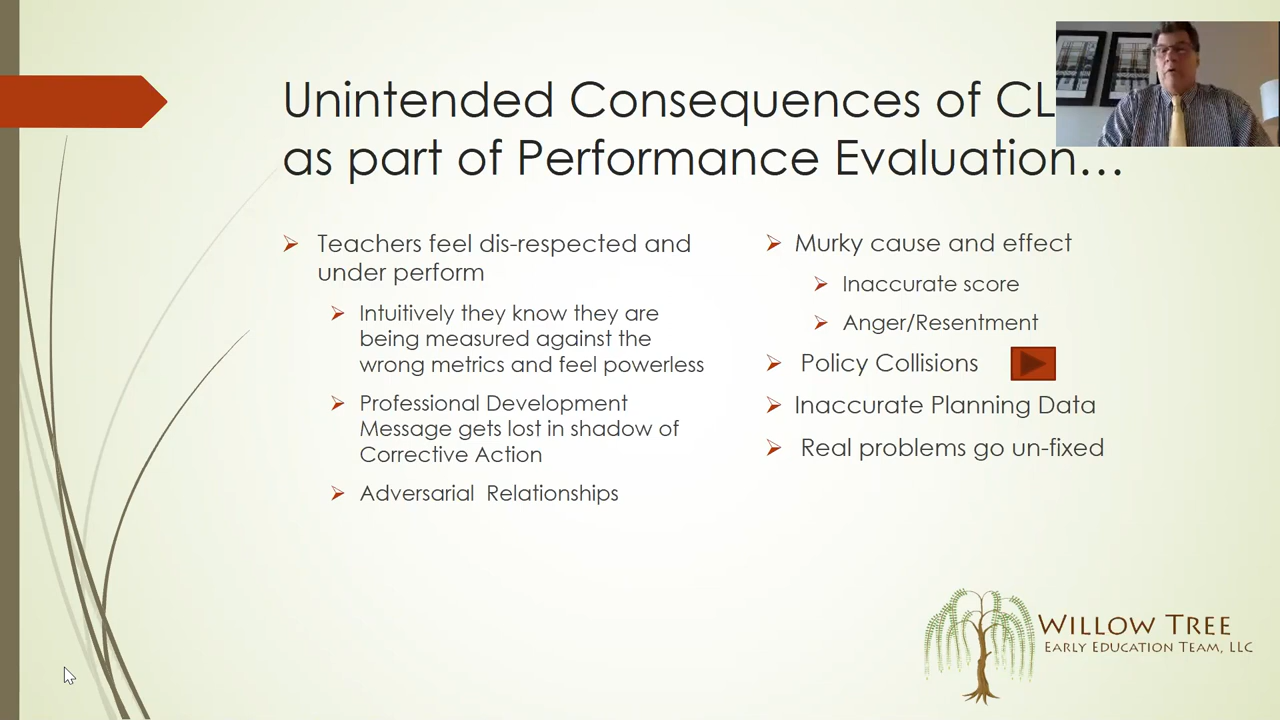 Unintended Consequences of CL
as part of Performance Evaluation…
Teachers feel dis-respected and
under perform
Intuitively they know they are
being measured against the
wrong metrics and feel powerless
Professional Development
Message gets lost in shadow of
Corrective Action
Adversarial Relationships
Murky cause and effect
Inaccurate score
Anger/Resentment
Policy Collisions
Inaccurate Planning Data
Real problems go un-fixed
WILLOW TREE
EARLY EDUCATION TEAM, LLC